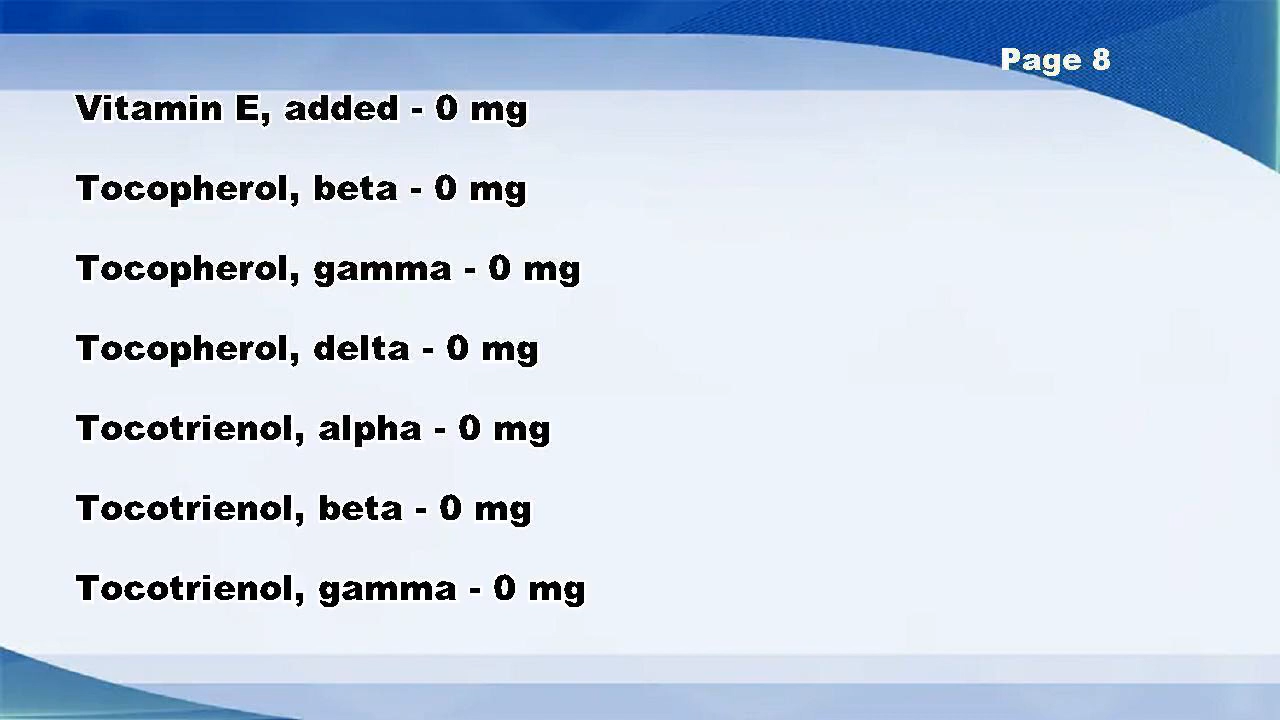 Page 8
Vitamin E, added - 0 mg
Tocopherol, beta - 0 mg
Tocopherol, gamma - 0 mg
Tocopherol, delta - 0 mg
Tocotrienol, alpha - 0 mg
Tocotrienol, beta - 0 mg
Tocotrienol, gamma - 0 mg